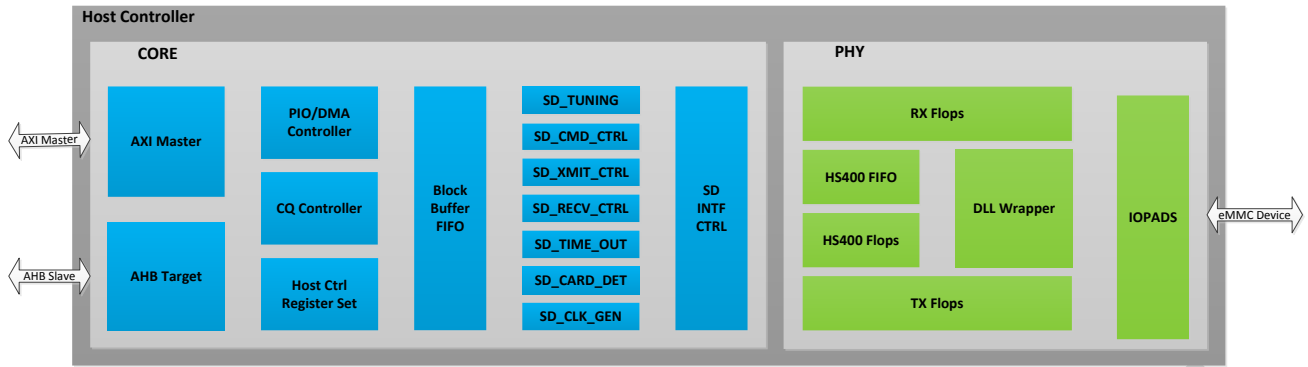 Host Controller
CORE
PHY
AXI Master
AHB Slave
AXI Master
AHB Target
PIO/DMA
Controller
CQ Controller
Host Ctrl
Register Set
Block
Buffer
FIFO
SD_TUNING
SD_CMD_CTRL
SD_XMIT_CTRL
SD_RECV_CTRL
SD_TIME_OUT
SD_CARD_DET
SD_CLK_GEN
SD
INTF
CTRL
RX Flops
HS400 FIFO
HS400 Flops
DLL Wrapper
TX Flops
IOPADS
eMMC Device